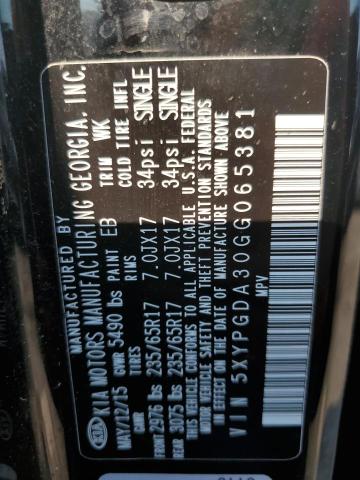 MANUFACTURED BY
KIA KIA MOTORS MANUFACTURING GEORGIA, INC.
MAY/12/15 PAINT EB TRIM WK
GVWR 5490 lbs
GWR TIRES RIMS COLD TIRE INFL
FRONT 2976 lbs 235/65R17 7.0JX17 34psi SINGLE
REAR 3075 lbs 235/65R17 7.0JX17 34psi SINGLE
THIS VEHICLE CONFORMS TO ALL APPLICABLE U.S.A. FEDERAL
MOTOR VEHICLE SAFETY AND THEFT PREVENTION STANDARDS
IN EFFECT ON THE DATE OF MANUFACTURE SHOWN ABOVE
VIN 5XYPGDA30GG065381
MPV